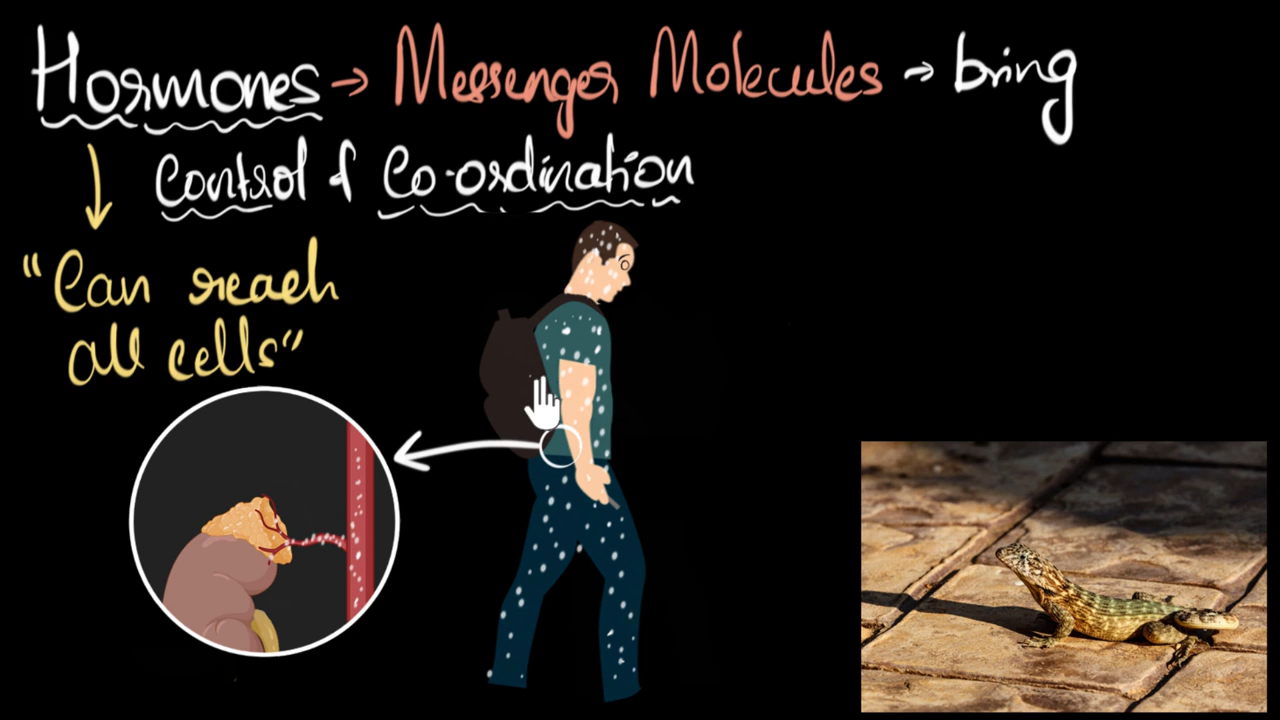 Hormones → Messenger Molecules → bring
Control & Co-ordination
"Can reach
all cells"